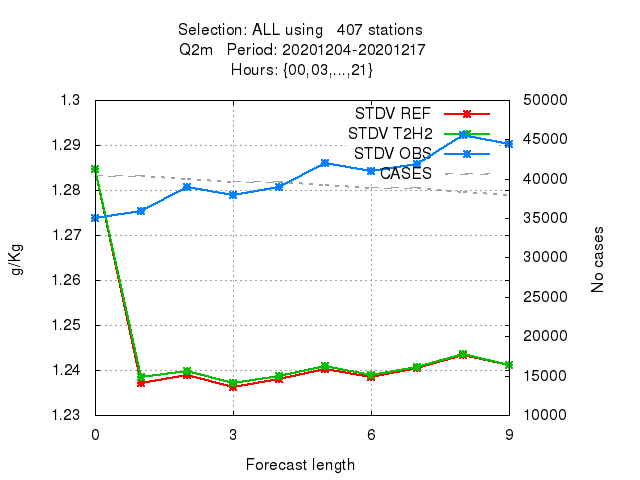 Selection: ALL using   407 stations
Q2m   Period: 20201204-20201217
Hours: {00,03,...,21}
1.3
1.29
1.28
1.27
1.26
1.25
1.24
1.23
g/Kg
STDV REF
STDV T2H2
STDV OBS
CASES
50000
45000
40000
35000
30000
25000
20000
15000
10000
No cases
0 3 6 9
Forecast length